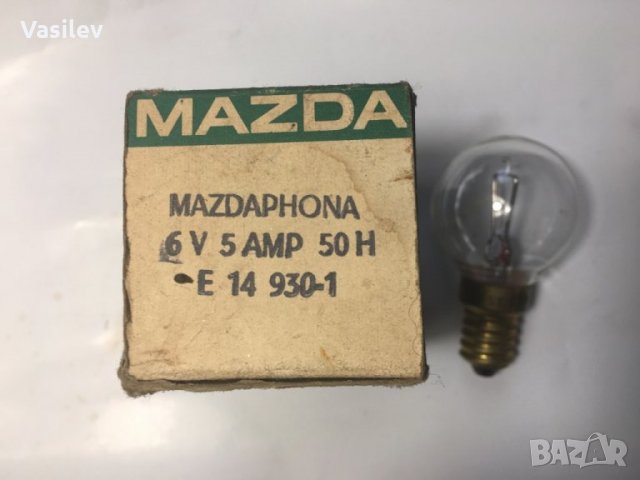 Vasilev
MAZDA
MAZDAPHONA
6 V 5 AMP 50 H
E 14 930-1
BAZAR